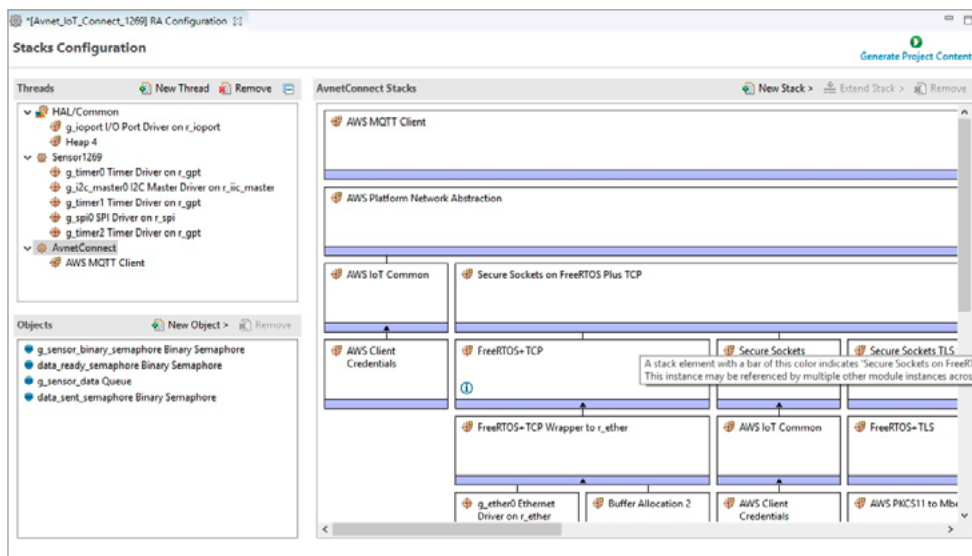 *[Avnet_IoT_Connect_1269] RA Configuration
Stacks Configuration
Generate Project Content
Threads
New Thread
Remove
HAL/Common
g_ioport I/O Port Driver on r_ioport
Heap 4
Sensor1269
g_timer0 Timer Driver on r_gpt
g_i2c_master0 I2C Master Driver on r_iic_master
g_timer1 Timer Driver on r_gpt
g_spi0 SPI Driver on r_spi
g_timer2 Timer Driver on r_gpt
AvnetConnect
AWS MQTT Client
Objects
New Object >
Remove
g_sensor_binary_semaphore Binary Semaphore
data_ready_semaphore Binary Semaphore
g_sensor_data Queue
data_sent_semaphore Binary Semaphore
AvnetConnect Stacks
New Stack >
Extend Stack >
Remove
AWS MQTT Client
AWS Platform Network Abstraction
AWS IoT Common
Secure Sockets on FreeRTOS Plus TCP
AWS Client
Credentials
FreeRTOS+TCP
Secure Sockets
Secure Sockets TLS
A stack element with a bar of this color indicates 'Secure Sockets on FreeRT
This instance may be referenced by multiple other module instances acros
FreeRTOS+TCP Wrapper to r_ether
AWS IoT Common
FreeRTOS+TLS
g_ether0 Ethernet
Driver on r_ether
Buffer Allocation 2
AWS Client
Credentials
AWS PKCS11 to Mbe